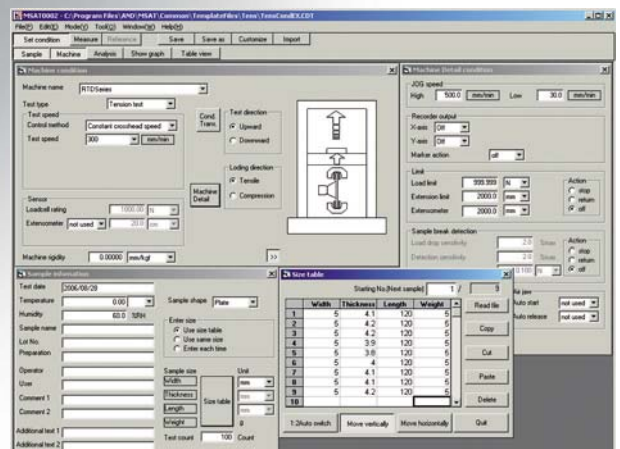 MSAT0002 - C:\Program Files\AND\MSAT\Common\TemplateFiles\Tens\TensCondEX.CDT
File(F) Edit(E) Mode(V) Tool(Q) Window(W) Help(H)
Set condition Measure Reference Save Save as Customize Import
Sample Machine Analysis Show graph Table view
Machine condition
Machine name RTDSeries
Test type Tension test
Test speed
Control method Constant crosshead speed
Test speed 300 mm/min
Cond. Trans.
Test direction
Upward
Downward
Loding direction
Tensile
Compression
Machine Detail
Sensor
Loadcell rating 1000.00 N
Extensometer not used 20.0 mm
Machine rigidity 0.00000 mm/kgf >>
Machine Detail condition
JOG speed
High 500.0 mm/min Low 30.0 mm/min
Recorder output
X-axis Off
Y-axis Off
Marker action off
Limit
Load limit 999.999 N
Extension limit 2000.0 mm
Extensometer 2000.0 mm
Action
stop
return
off
Sample break detection
Load drop sensitivity 2.0 %max
Detection sensitivity 2.0 %max
0.100 N
Action
stop
return
off
Air jaw
Auto start not used
Auto release not used
Sample information
Test date 2006/08/28
Temperature 0.00
Humidity 60.0 %RH
Sample name
Lot No.
Preparation
Operator
User
Comment 1
Comment 2
Additional text 1
Additional text 2
Sample shape Plate
Enter size
Use size table
Use same size
Enter each time
Sample size Unit
Width mm
Thickness mm
Length mm
Weight g
Size table
Test count 100 Count
Size table
Starting No.(Next sample) 1 / 9
Width Thickness Length Weight
1 5 4.1 120 5
2 5 4.2 120 5
3 5 4.2 120 5
4 5 3.9 120 5
5 5 3.8 120 5
6 5 4 120 5
7 5 4.1 120 5
8 5 4.1 120 5
9 5 4.2 120 5
10
Read file
Copy
Cut
Paste
Delete
1:2Auto switch Move vertically Move horizontally Quit